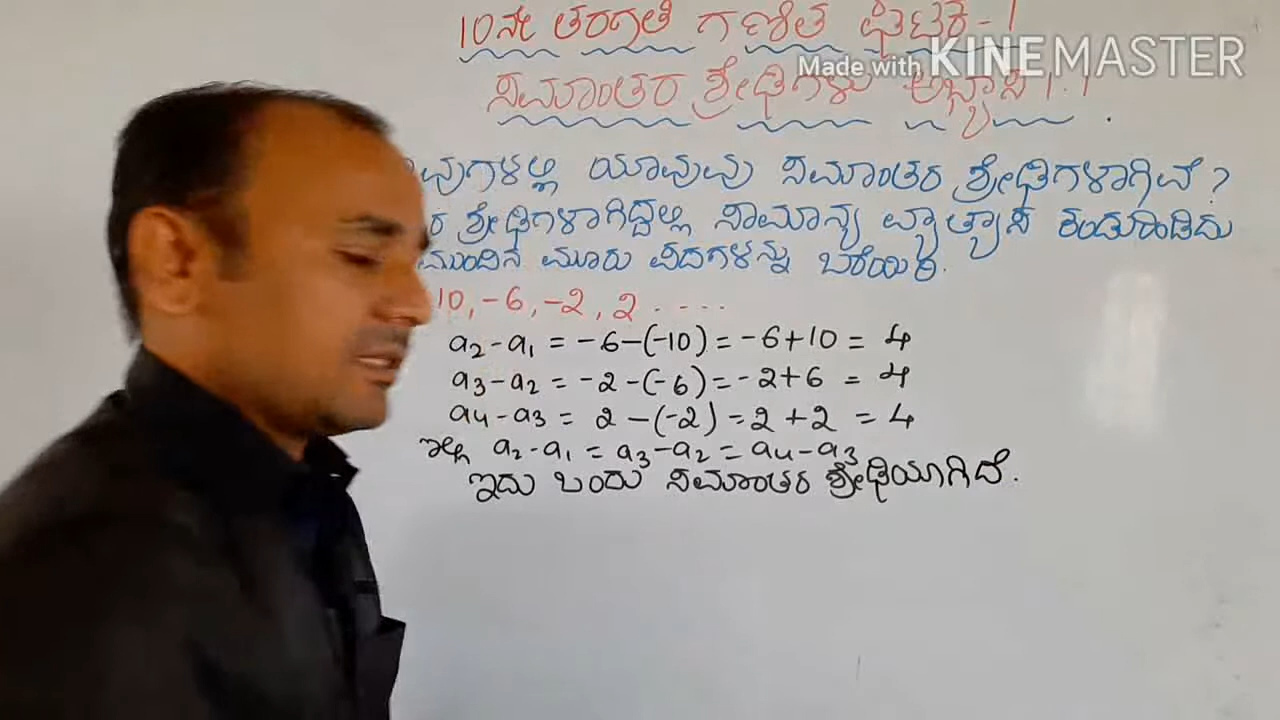 10ನೇ ತರಗತಿ ಗಣಿತ ಘಟಕ-1
Made with KINEMASTER
ಸಮಾಂತರ ಶ್ರೇಢಿಗಳು ಅಭ್ಯಾಸ 1.1
ವುಗಳಲ್ಲಿ ಯಾವುವು ಸಮಾಂತರ ಶ್ರೇಢಿಗಳಾಗಿವೆ?
ರ ಶ್ರೇಢಿಗಳಾಗಿದ್ದಲ್ಲಿ ಸಾಮಾನ್ಯ ವ್ಯಾತ್ಯಾಸ ಕಂಡುಹಿಡಿದು
ಮುಂದಿನ ಮೂರು ಪದಗಳನ್ನು ಬರೆಯಿರಿ.
10, -6, -2, 2 ....
a₂-a₁ = -6-(-10) = -6+10 = 4
a₃-a₂ = -2-(-6) = -2+6 = 4
a₄-a₃ = 2-(-2) = 2+2 = 4
ಇಲ್ಲಿ a₂-a₁ = a₃-a₂ = a₄-a₃
ಇದು ಒಂದು ಸಮಾಂತರ ಶ್ರೇಢಿಯಾಗಿದೆ.